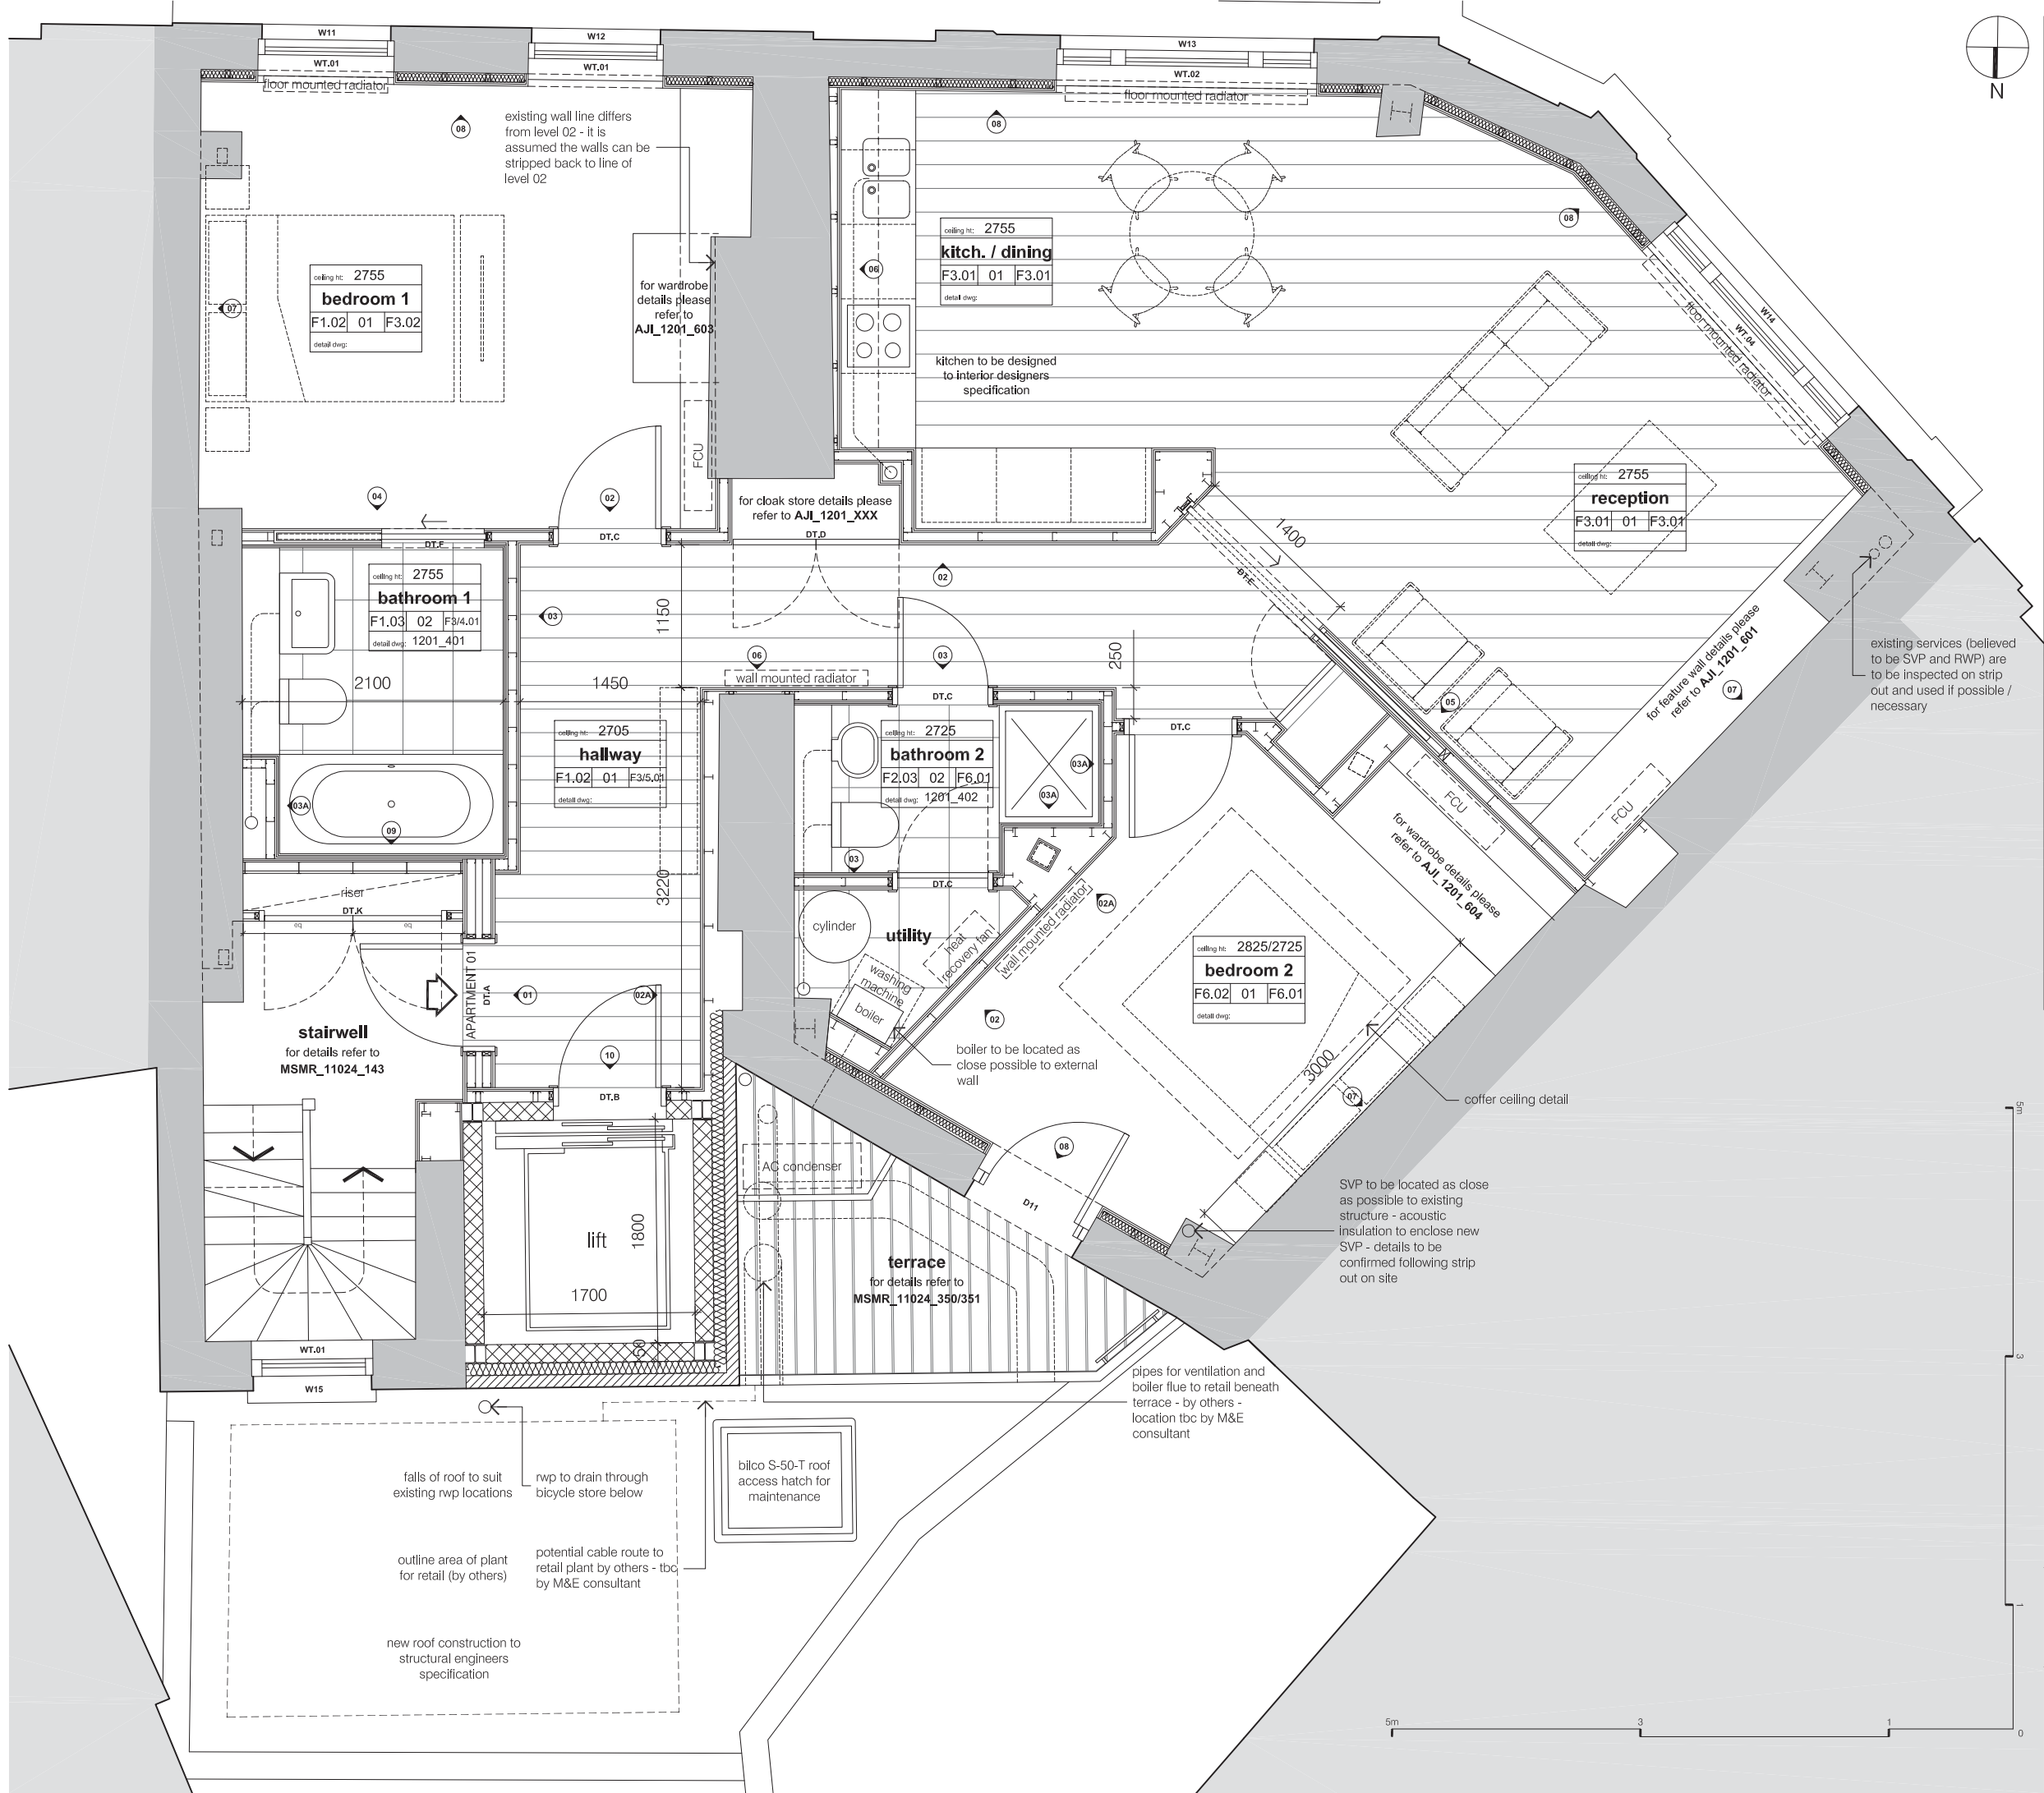 W11
WT.01
floor mounted radiator
W12
WT.01
W13
WT.02
floor mounted radiator
N
08
existing wall line differs
from level 02 - it is
assumed the walls can be
stripped back to line of
level 02
08
08
ceiling ht: 2755
kitch. / dining
F3.01 01 F3.01
detail dwg:
06
07
ceiling ht: 2755
bedroom 1
F1.02 01 F3.02
detail dwg:
for wardrobe
details please
refer to
AJI_1201_603
kitchen to be designed
to interior designers
specification
W14
WT.04
floor mounted radiator
FCU
04
02
for cloak store details please
refer to AJI_1201_XXX
DT.F
DT.C
DT.D
ceiling ht: 2755
reception
F3.01 01 F3.01
detail dwg:
1400
DT.E
ceiling ht: 2755
bathroom 1
F1.03 02 F3/4.01
detail dwg: 1201_401
03
02
1150
06
wall mounted radiator
03
250
2100
1450
DT.C
DT.C
05
07
for feature wall details please
refer to AJI_1201_601
existing services (believed
to be SVP and RWP) are
to be inspected on strip
out and used if possible /
necessary
ceiling ht: 2705
hallway
F1.02 01 F3/5.01
detail dwg:
ceiling ht: 2725
bathroom 2
F2.03 02 F6.01
detail dwg: 1201_402
03A
03A
03A
09
03
FCU
FCU
for wardrobe details please
refer to AJI_1201_604
riser
DT.K
eq
eq
3220
DT.C
cylinder
utility
heat
recovery fan
wall mounted radiator
02A
washing
machine
boiler
APARTMENT 01
DT.A
01
02A
ceiling ht: 2825/2725
bedroom 2
F6.02 01 F6.01
detail dwg:
02
stairwell
for details refer to
MSMR_11024_143
10
boiler to be located as
close possible to external
wall
3000
07
coffer ceiling detail
DT.B
08
AC condenser
D11
lift
1800
1700
150
terrace
for details refer to
MSMR_11024_350/351
SVP to be located as close
as possible to existing
structure - acoustic
insulation to enclose new
SVP - details to be
confirmed following strip
out on site
WT.01
W15
pipes for ventilation and
boiler flue to retail beneath
terrace - by others -
location tbc by M&E
consultant
falls of roof to suit
existing rwp locations
rwp to drain through
bicycle store below
bilco S-50-T roof
access hatch for
maintenance
outline area of plant
for retail (by others)
potential cable route to
retail plant by others - tbc
by M&E consultant
new roof construction to
structural engineers
specification
5m
3
1
5m
3
1
0